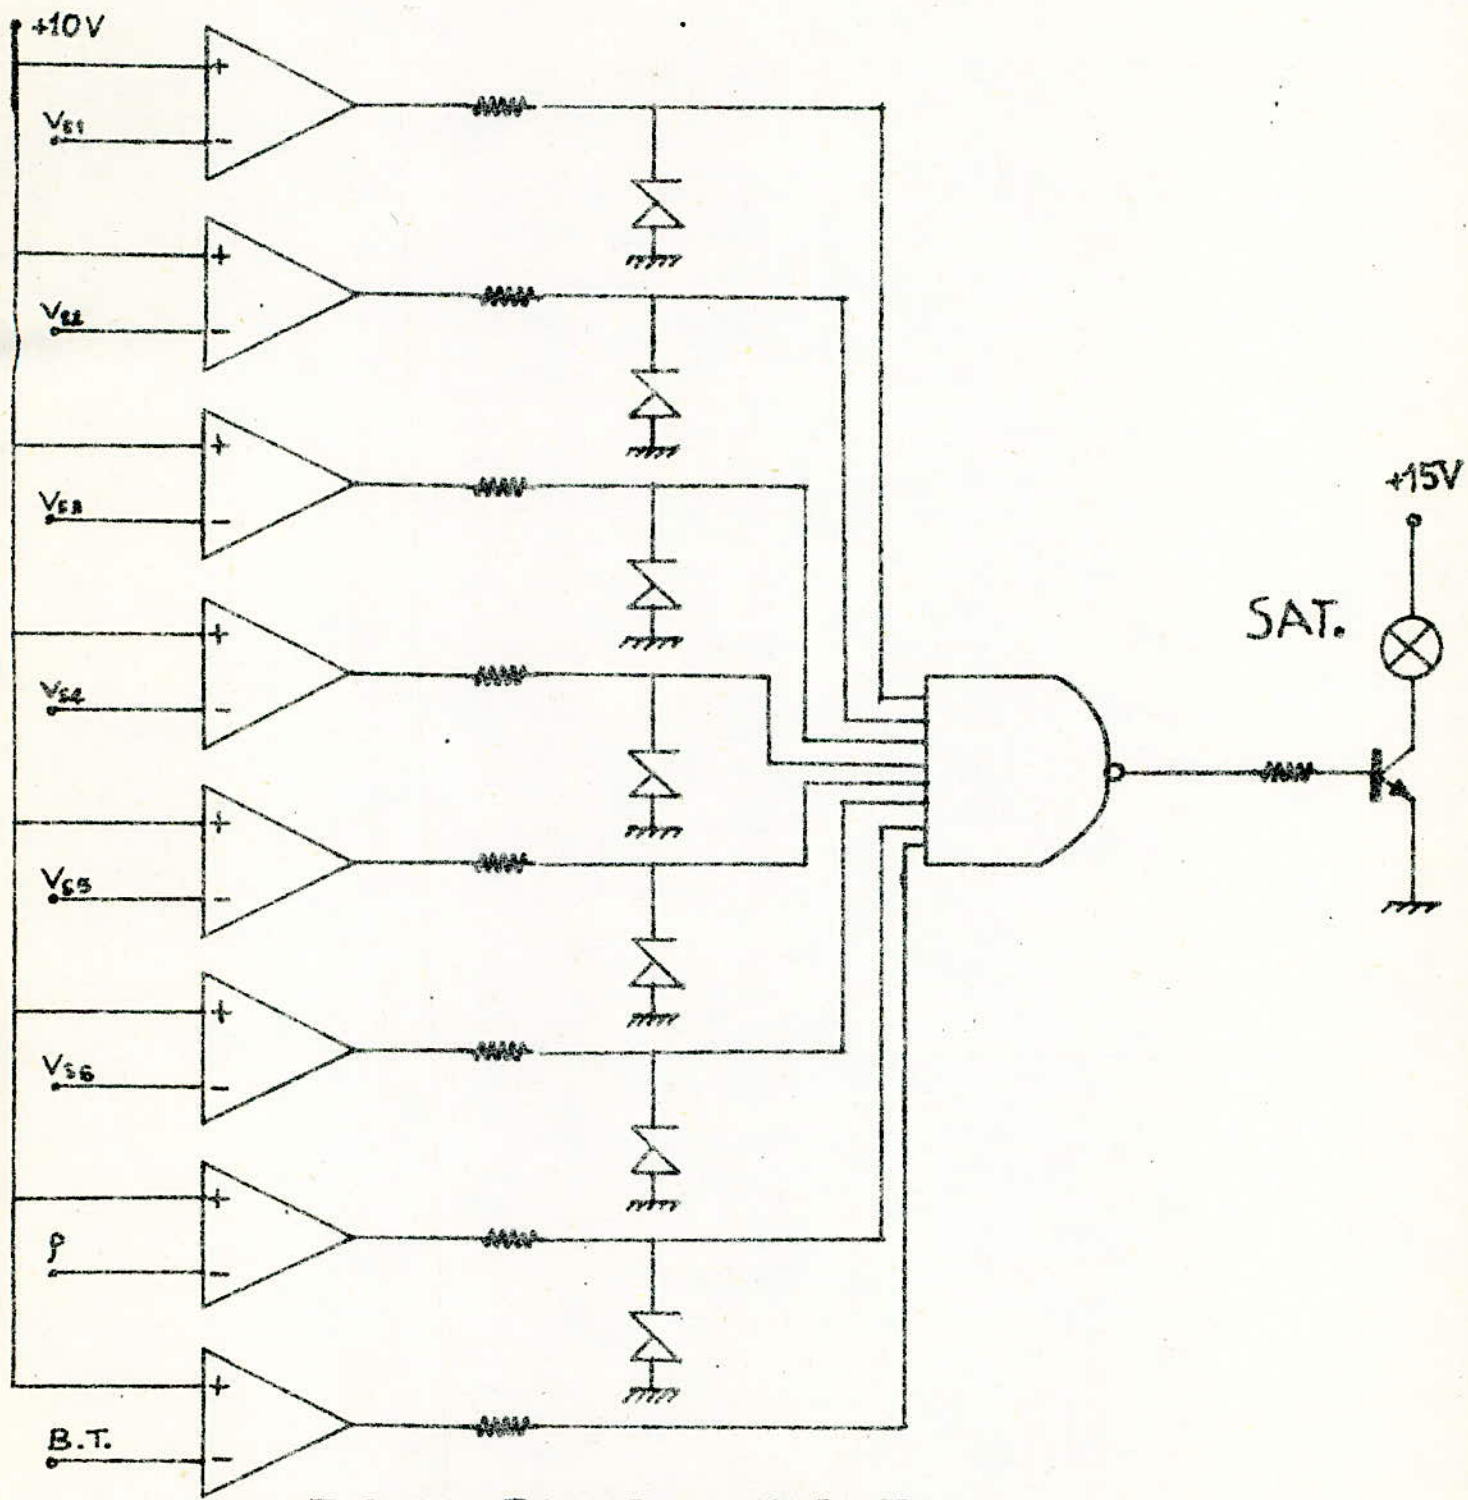 +10V
+
VS1
-
+
VS2
-
+
VS3
-
+
+15V
SAT.
VS4
-
+
VS5
-
+
VS6
-
+
ρ
-
+
B.T.
-